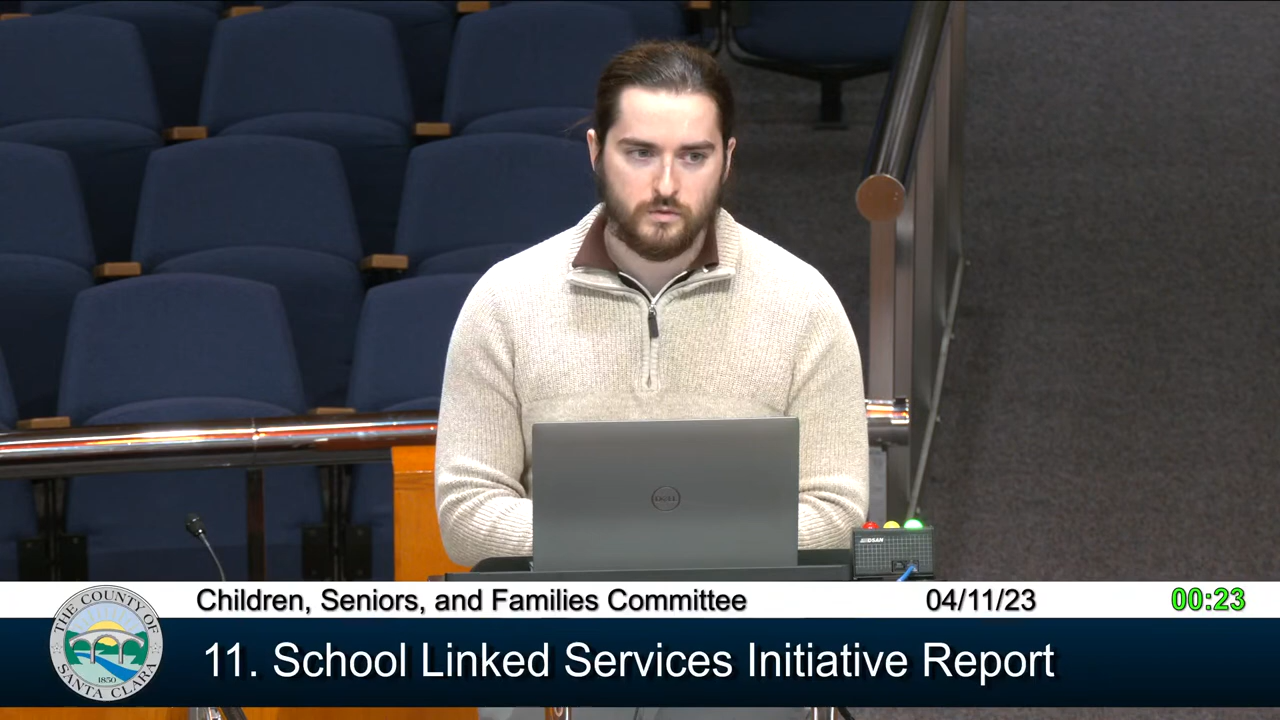 DELL
DSAN
Children, Seniors, and Families Committee 04/11/23 00:23
THE COUNTY OF
SANTA CLARA
1850
11. School Linked Services Initiative Report